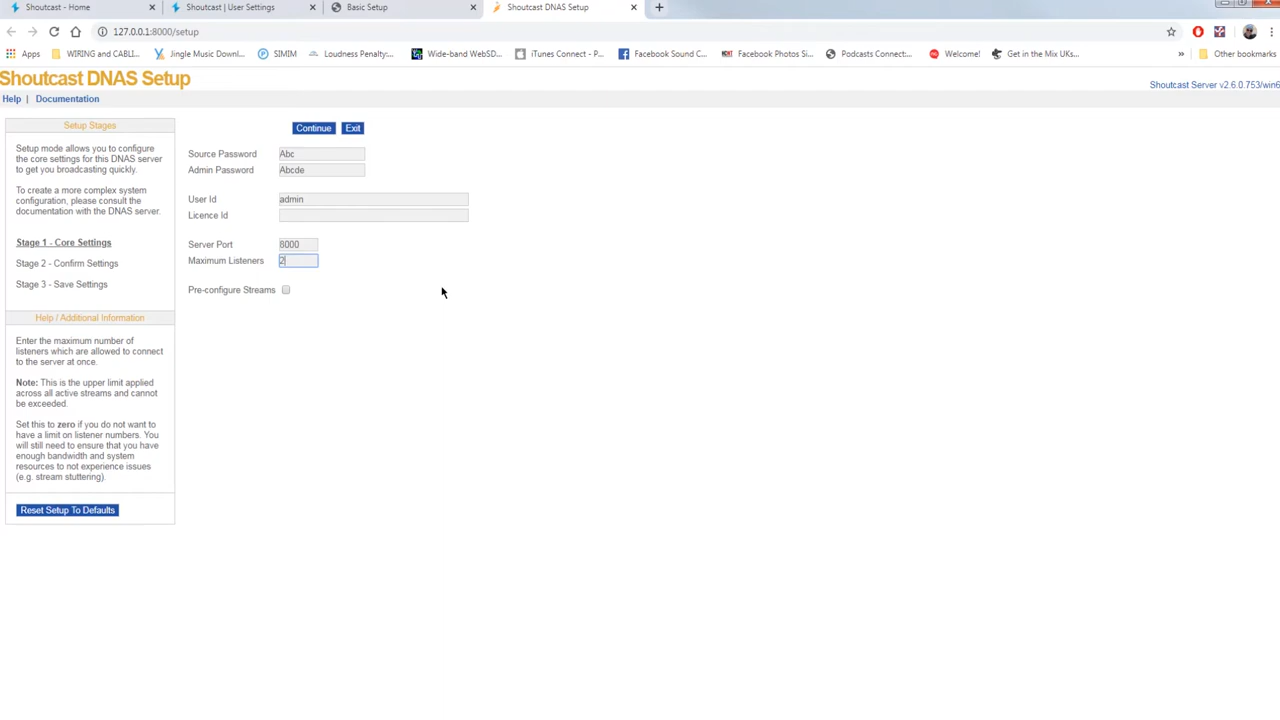 Shoutcast - Home
Shoutcast | User Settings
Basic Setup
Shoutcast DNAS Setup
127.0.0.1:8000/setup
Apps
WIRING and CABLI...
Jingle Music Downl...
SIMIM
Loudness Penalty:...
Wide-band WebSD...
iTunes Connect - P...
Facebook Sound C...
Facebook Photos Si...
Podcasts Connect:...
Welcome!
Get in the Mix UKs...
»
Other bookmarks
Shoutcast DNAS Setup
Shoutcast Server v2.6.0.753/win6
Help | Documentation
Setup Stages
Setup mode allows you to configure
the core settings for this DNAS server
to get you broadcasting quickly.
To create a more complex system
configuration, please consult the
documentation with the DNAS server.
Stage 1 - Core Settings
Stage 2 - Confirm Settings
Stage 3 - Save Settings
Help / Additional Information
Enter the maximum number of
listeners which are allowed to connect
to the server at once.
Note: This is the upper limit applied
across all active streams and cannot
be exceeded.
Set this to zero if you do not want to
have a limit on listener numbers. You
will still need to ensure that you have
enough bandwidth and system
resources to not experience issues
(e.g. stream stuttering).
Reset Setup To Defaults
Continue Exit
Source Password Abc
Admin Password Abcde
User Id admin
Licence Id
Server Port 8000
Maximum Listeners 2
Pre-configure Streams